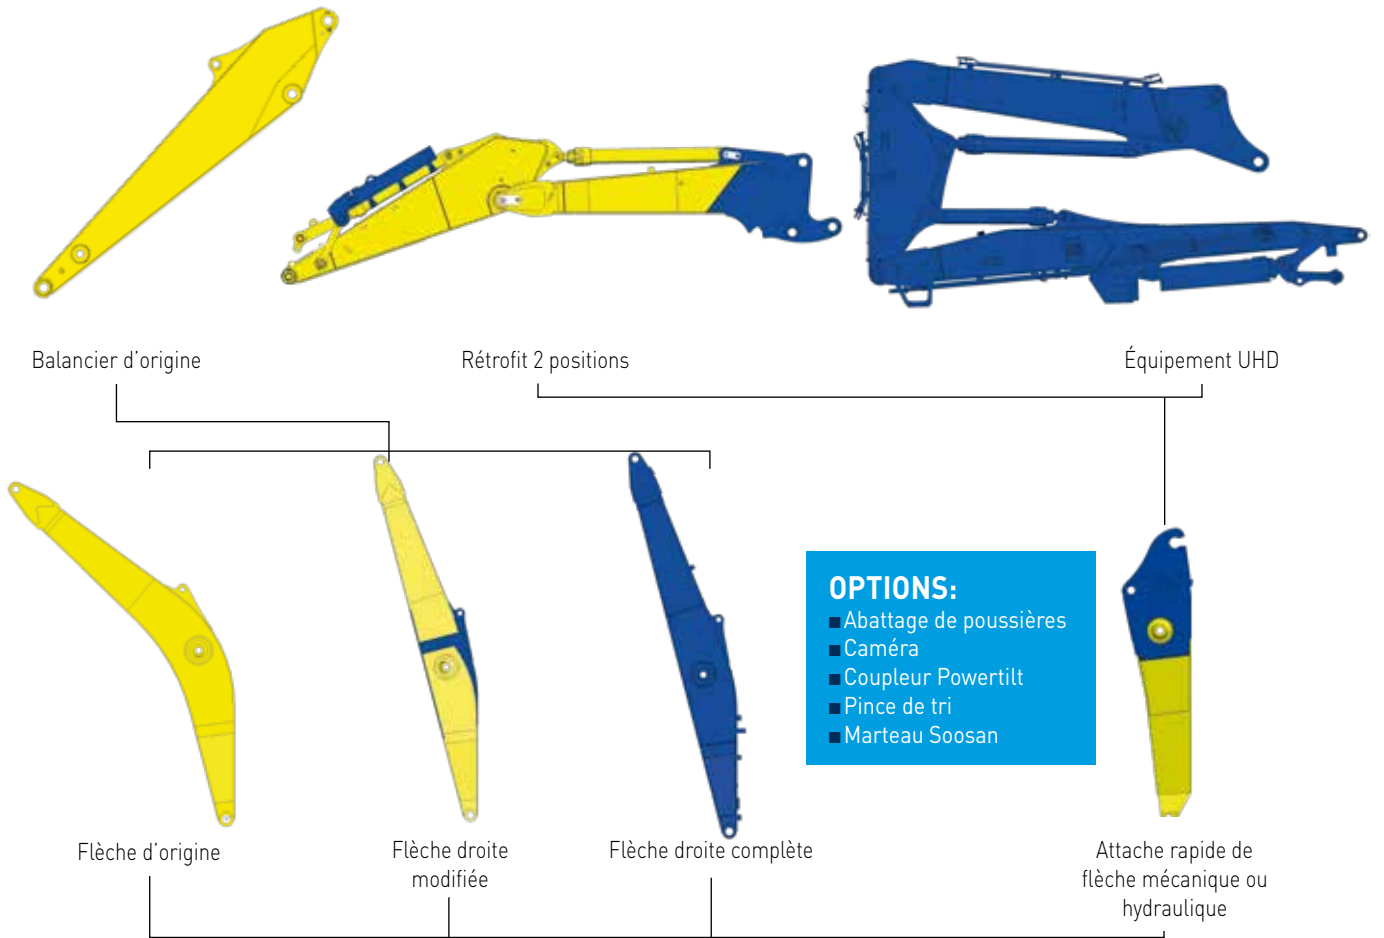 Balancier d'origine
Rétrofit 2 positions
Équipement UHD
OPTIONS:
■ Abattage de poussières
■ Caméra
■ Coupleur Powertilt
■ Pince de tri
■ Marteau Soosan
Flèche d'origine
Flèche droite
modifiée
Flèche droite complète
Attache rapide de
flèche mécanique ou
hydraulique